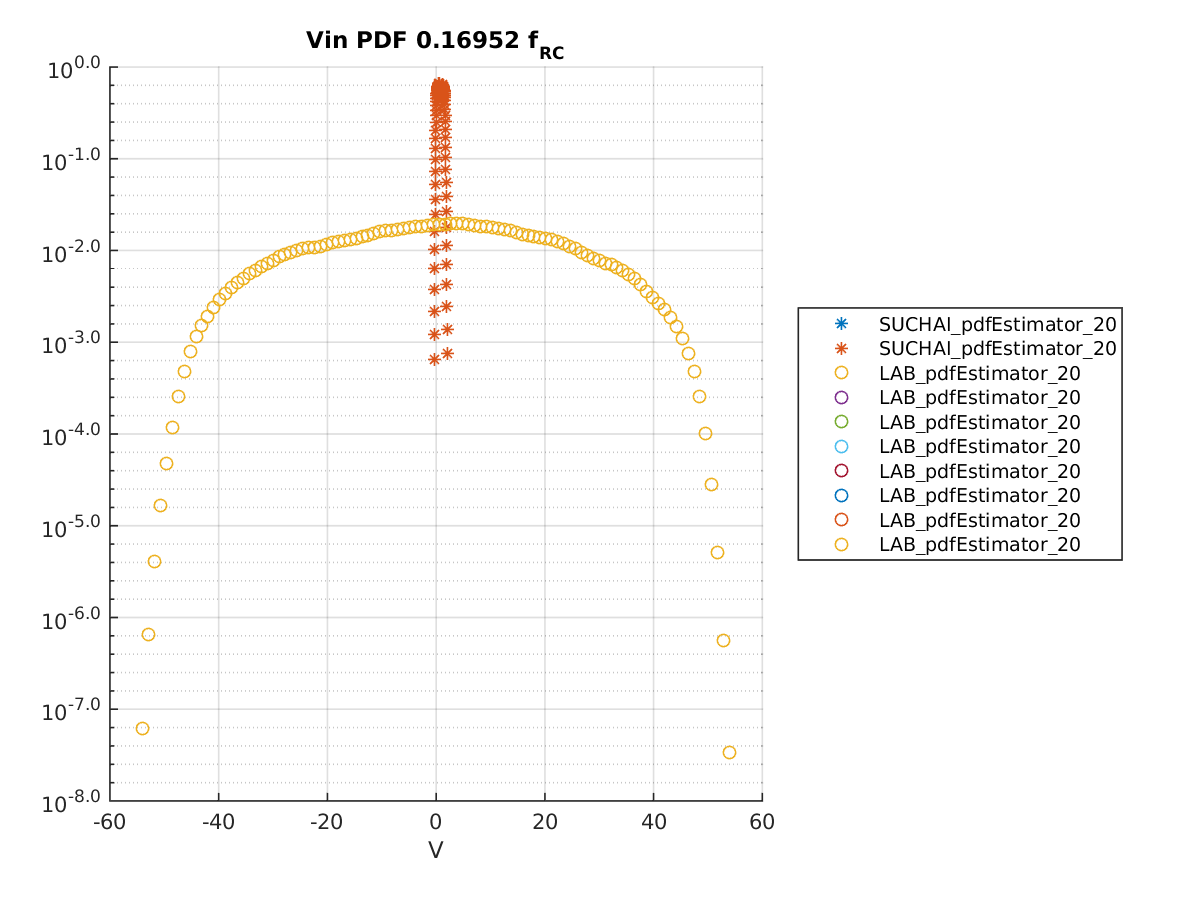 Vin PDF 0.16952 f_RC
10^0.0
10^-1.0
10^-2.0
10^-3.0
10^-4.0
10^-5.0
10^-6.0
10^-7.0
10^-8.0
-60 -40 -20 0 20 40 60
V
SUCHAI_pdfEstimator_20
SUCHAI_pdfEstimator_20
LAB_pdfEstimator_20
LAB_pdfEstimator_20
LAB_pdfEstimator_20
LAB_pdfEstimator_20
LAB_pdfEstimator_20
LAB_pdfEstimator_20
LAB_pdfEstimator_20
LAB_pdfEstimator_20